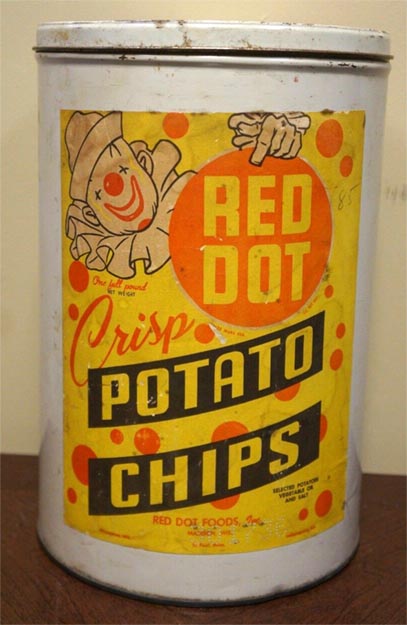 RED
DOT
85
One full pound
NET WEIGHT
Crisp
POTATO
CHIPS
SELECTED POTATOES
VEGETABLE OIL
AND SALT
RED DOT FOODS, Inc.
MADISON, WIS.